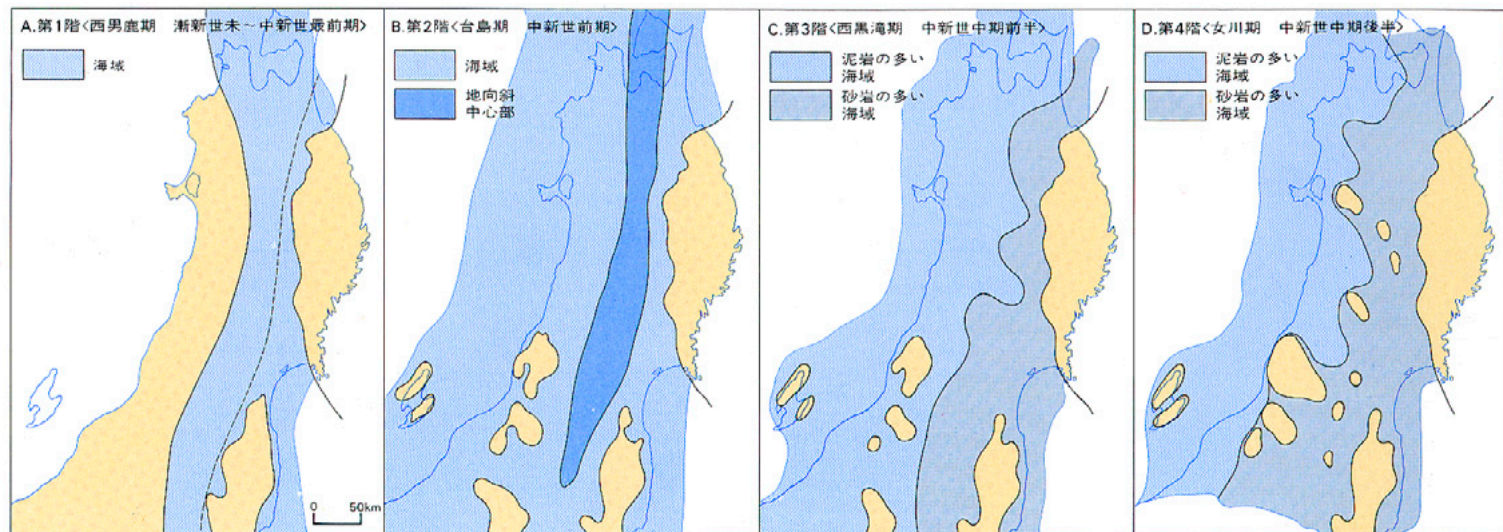 A.第1階<西男鹿期 漸新世末~中新世最前期>
海域
0 50km
B.第2階<台島期 中新世前期>
海域
地向斜
中心部
C.第3階<西黒滝期 中新世中期前半>
泥岩の多い
海域
砂岩の多い
海域
D.第4階<女川期 中新世中期後半>
泥岩の多い
海域
砂岩の多い
海域